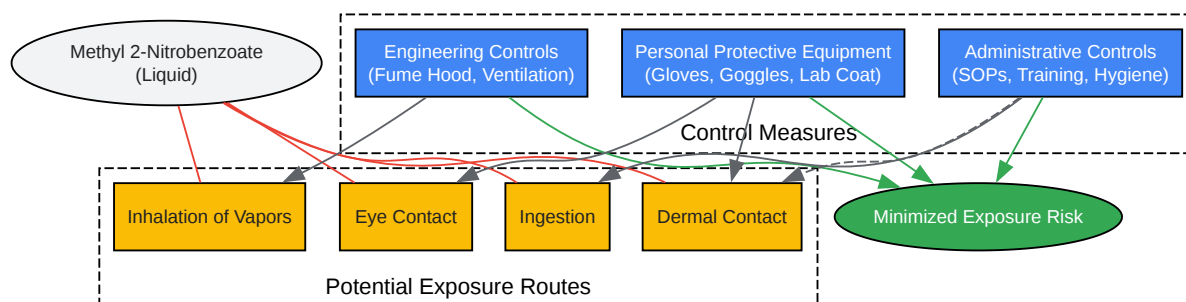 Methyl 2-Nitrobenzoate
(Liquid)
Engineering Controls
(Fume Hood, Ventilation)
Personal Protective Equipment
(Gloves, Goggles, Lab Coat)
Administrative Controls
(SOPs, Training, Hygiene)
Control Measures
Inhalation of Vapors
Eye Contact
Ingestion
Dermal Contact
Minimized Exposure Risk
Potential Exposure Routes